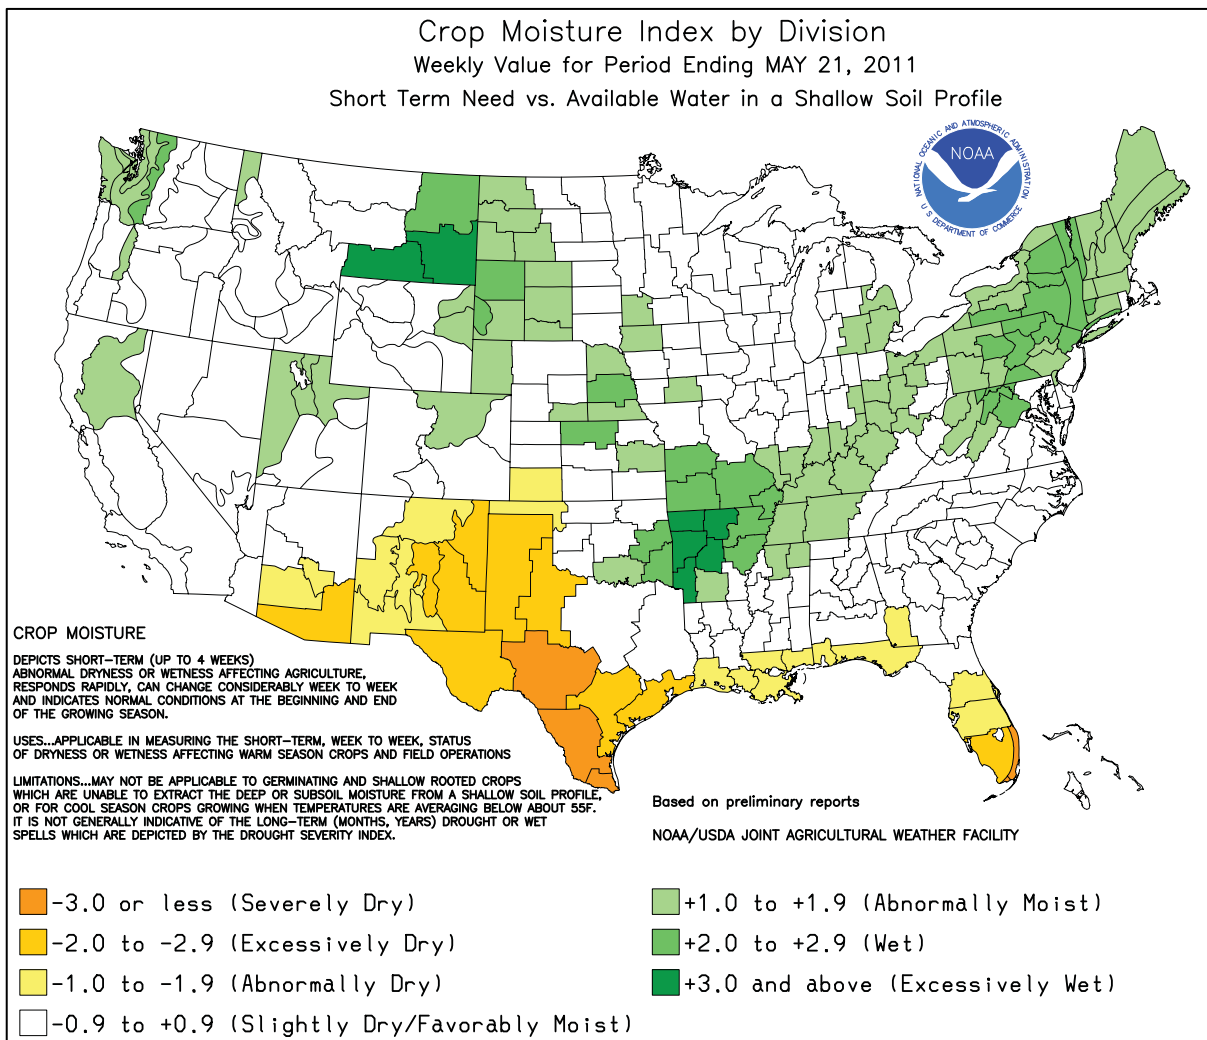 Crop Moisture Index by Division
Weekly Value for Period Ending MAY 21, 2011
Short Term Need vs. Available Water in a Shallow Soil Profile
NATIONAL OCEANIC AND ATMOSPHERIC ADMINISTRATION
NOAA
U S DEPARTMENT OF COMMERCE
CROP MOISTURE
DEPICTS SHORT-TERM (UP TO 4 WEEKS)
ABNORMAL DRYNESS OR WETNESS AFFECTING AGRICULTURE,
RESPONDS RAPIDLY, CAN CHANGE CONSIDERABLY WEEK TO WEEK
AND INDICATES NORMAL CONDITIONS AT THE BEGINNING AND END
OF THE GROWING SEASON.
USES...APPLICABLE IN MEASURING THE SHORT-TERM, WEEK TO WEEK, STATUS
OF DRYNESS OR WETNESS AFFECTING WARM SEASON CROPS AND FIELD OPERATIONS
LIMITATIONS...MAY NOT BE APPLICABLE TO GERMINATING AND SHALLOW ROOTED CROPS
WHICH ARE UNABLE TO EXTRACT THE DEEP OR SUBSOIL MOISTURE FROM A SHALLOW SOIL PROFILE,
OR FOR COOL SEASON CROPS GROWING WHEN TEMPERATURES ARE AVERAGING BELOW ABOUT 55F.
IT IS NOT GENERALLY INDICATIVE OF THE LONG-TERM (MONTHS, YEARS) DROUGHT OR WET
SPELLS WHICH ARE DEPICTED BY THE DROUGHT SEVERITY INDEX.
Based on preliminary reports
NOAA/USDA JOINT AGRICULTURAL WEATHER FACILITY
-3.0 or less (Severely Dry)
-2.0 to -2.9 (Excessively Dry)
-1.0 to -1.9 (Abnormally Dry)
-0.9 to +0.9 (Slightly Dry/Favorably Moist)
+1.0 to +1.9 (Abnormally Moist)
+2.0 to +2.9 (Wet)
+3.0 and above (Excessively Wet)